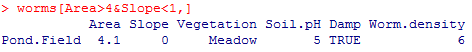 > worms[Area>4&Slope<1,]
Area Slope Vegetation Soil.pH Damp Worm.density
Pond.Field 4.1 0 Meadow 5 TRUE 6